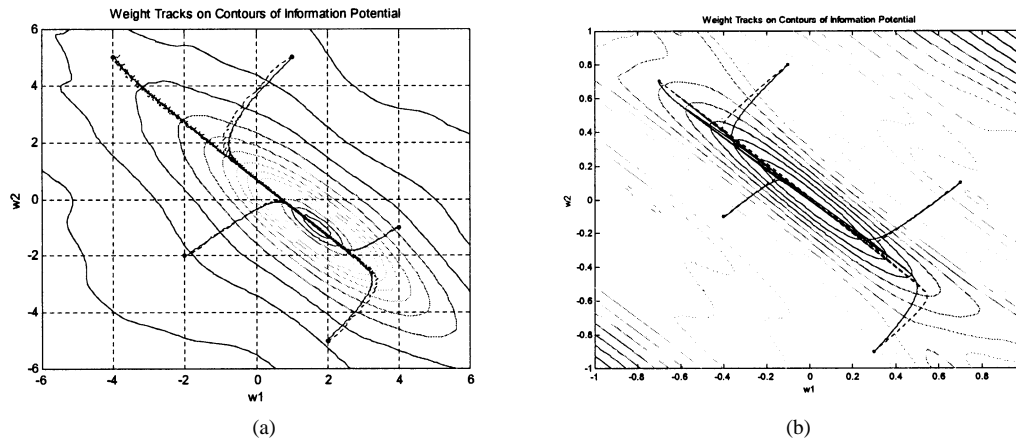 Weight Tracks on Contours of Information Potential
6
4
2
0
-2
-4
-6
w2
-6 -4 -2 0 2 4 6
w1
(a)
Weight Tracks on Contours of Information Potential
1
0.8
0.6
0.4
0.2
0
-0.2
-0.4
-0.6
-0.8
-1
w2
-1 -0.8 -0.6 -0.4 -0.2 0 0.2 0.4 0.6 0.8
w1
(b)